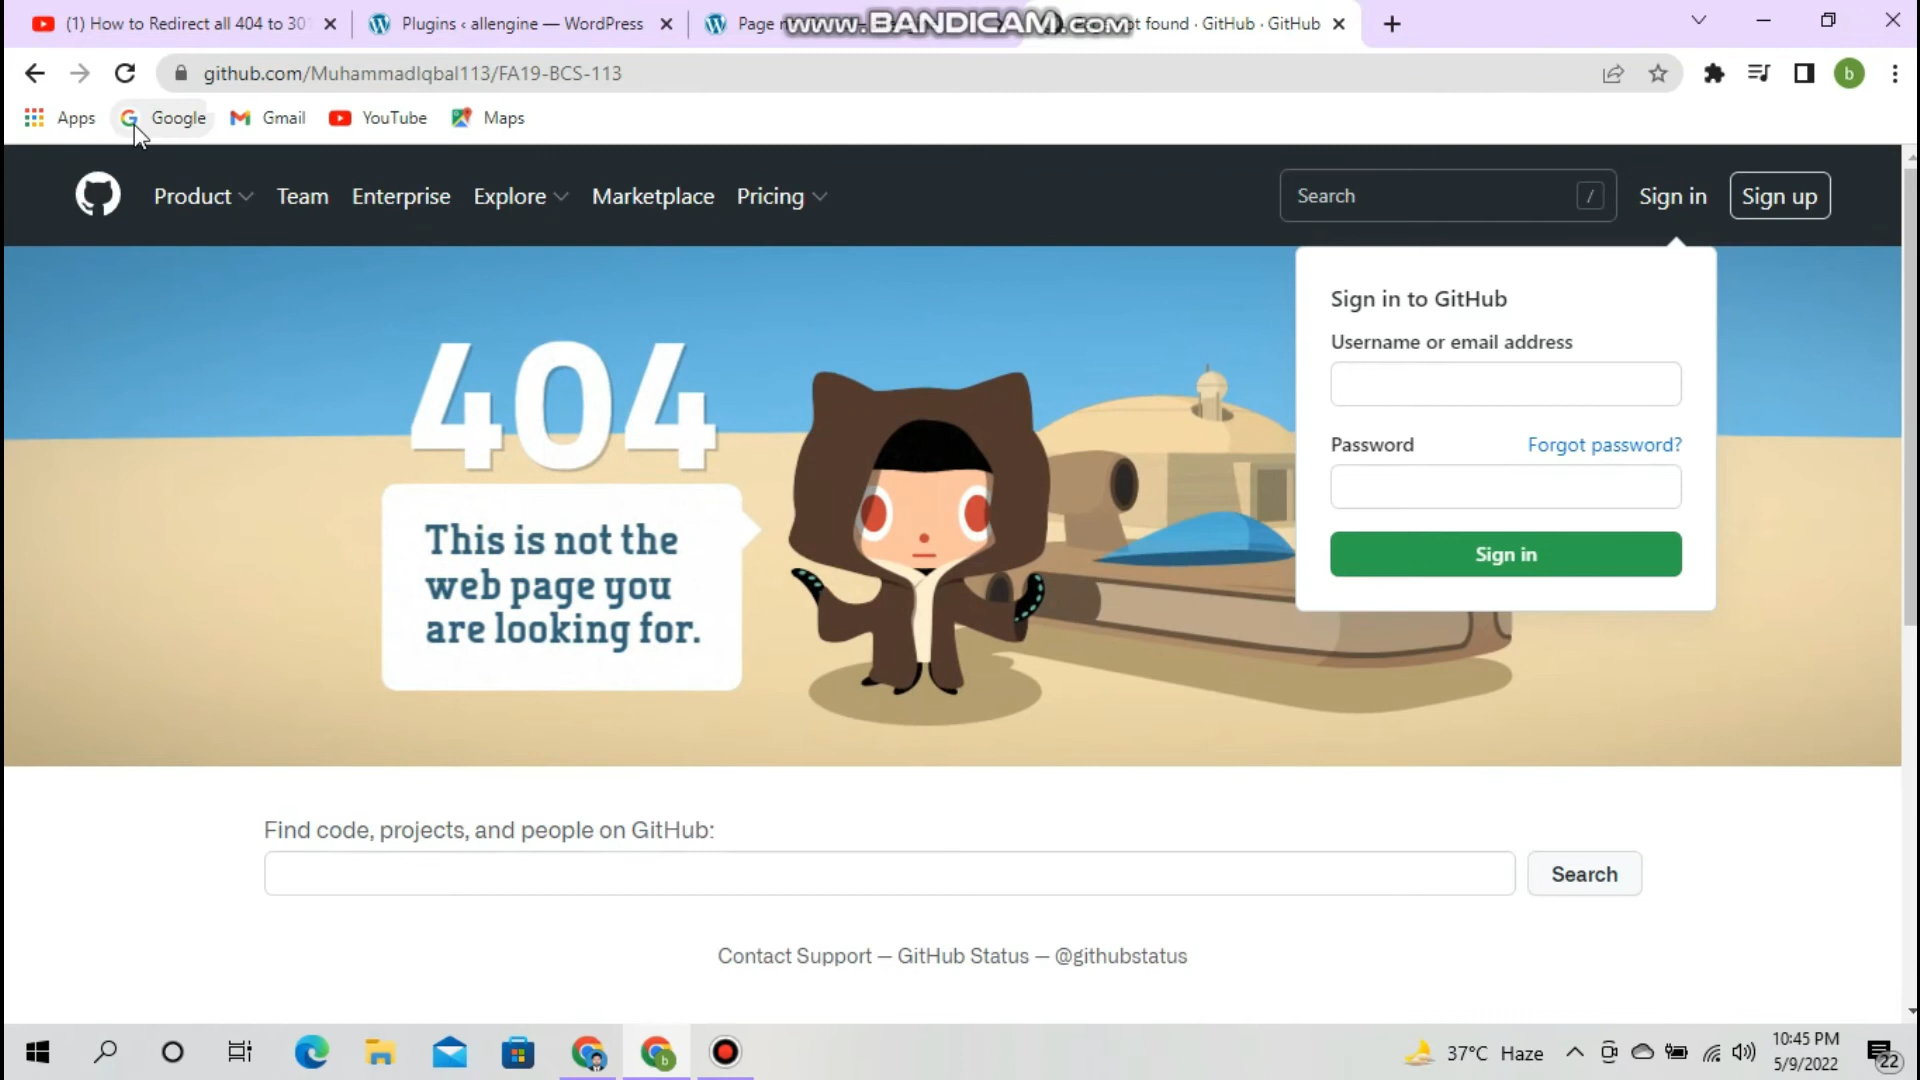 (1) How to Redirect all 404 to 30
Plugins ‹ allengine — WordPress
Page n
www.BANDICAM.com
t found · GitHub · GitHub
github.com/MuhammadIqbal113/FA19-BCS-113
b
Apps
Google
Gmail
YouTube
Maps
Product
Team
Enterprise
Explore
Marketplace
Pricing
Search
/
Sign in
Sign up
404
This is not the
web page you
are looking for.
Sign in to GitHub
Username or email address
Password
Forgot password?
Sign in
Find code, projects, and people on GitHub:
Search
Contact Support — GitHub Status — @githubstatus
b
37°C Haze
10:45 PM
5/9/2022
22